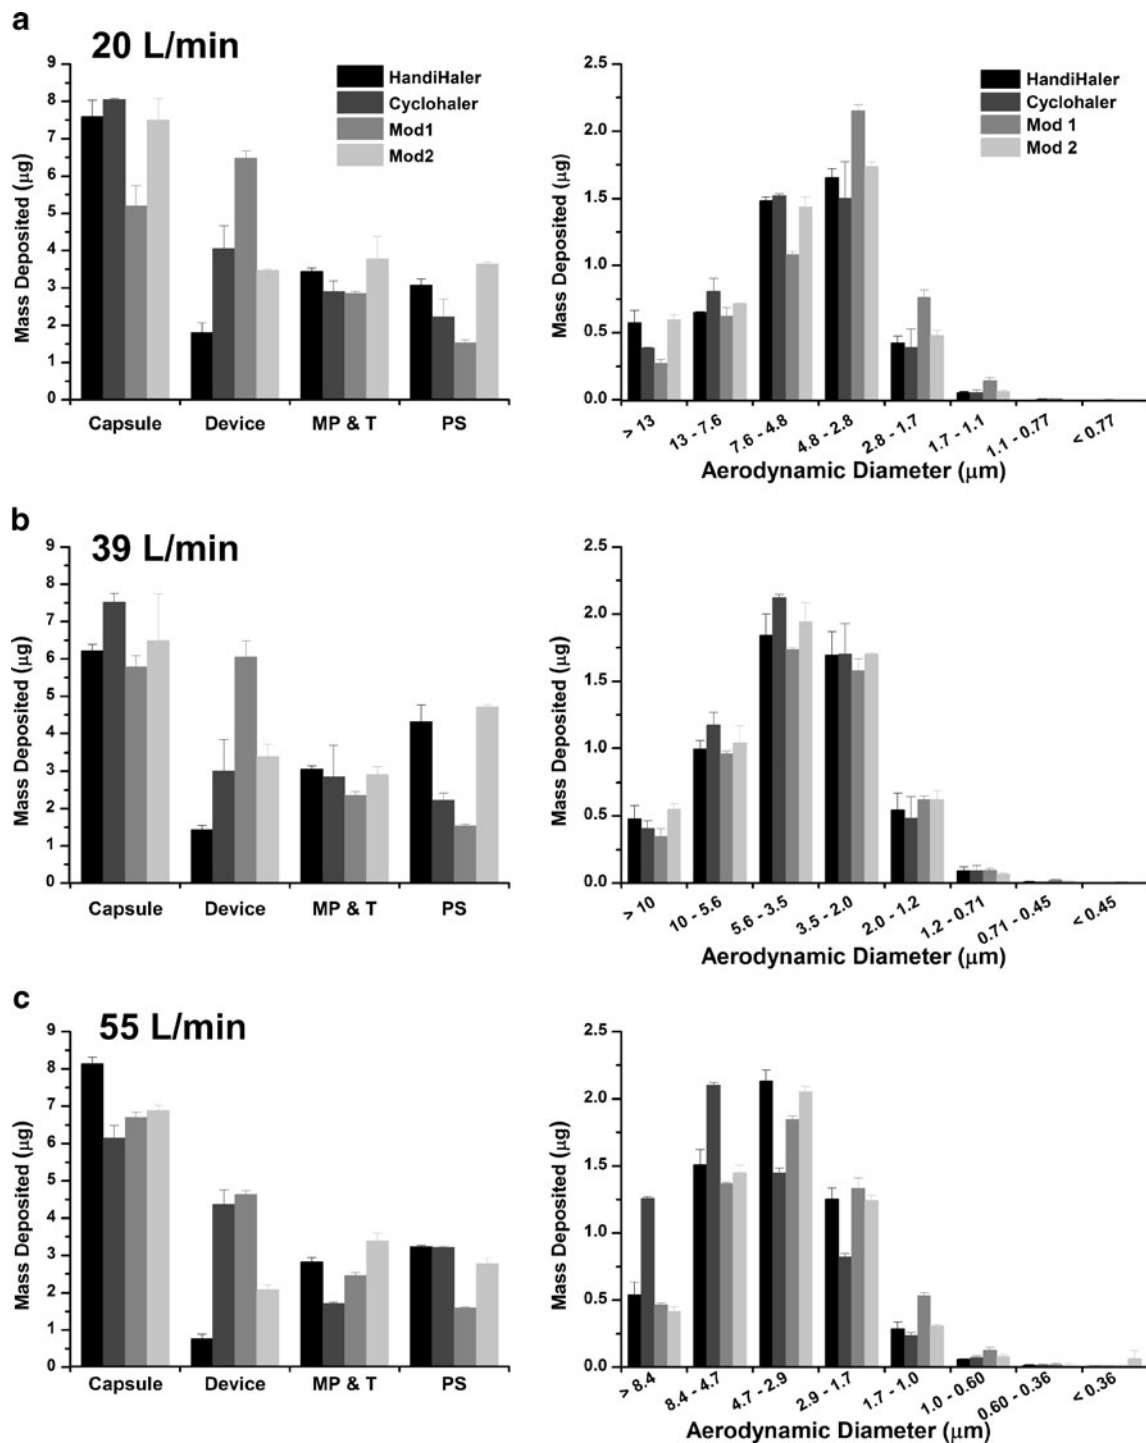 a
20 L/min
9
8
7
6
5
4
3
2
1
0
Mass Deposited (μg)
HandiHaler
Cyclohaler
Mod1
Mod2
Capsule Device MP & T PS
2.5
2.0
1.5
1.0
0.5
0.0
Mass Deposited (μg)
HandiHaler
Cyclohaler
Mod 1
Mod 2
> 13 13 - 7.6 7.6 - 4.8 4.8 - 2.8 2.8 - 1.7 1.7 - 1.1 1.1 - 0.77 < 0.77
Aerodynamic Diameter (μm)
b
39 L/min
9
8
7
6
5
4
3
2
1
0
Mass Deposited (μg)
Capsule Device MP & T PS
2.5
2.0
1.5
1.0
0.5
0.0
Mass Deposited (μg)
> 10 10 - 5.6 5.6 - 3.5 3.5 - 2.0 2.0 - 1.2 1.2 - 0.71 0.71 - 0.45 < 0.45
Aerodynamic Diameter (μm)
c
55 L/min
9
8
7
6
5
4
3
2
1
0
Mass Deposited (μg)
Capsule Device MP & T PS
2.5
2.0
1.5
1.0
0.5
0.0
Mass Deposited (μg)
> 8.4 8.4 - 4.7 4.7 - 2.9 2.9 - 1.7 1.7 - 1.0 1.0 - 0.60 0.60 - 0.36 < 0.36
Aerodynamic Diameter (μm)